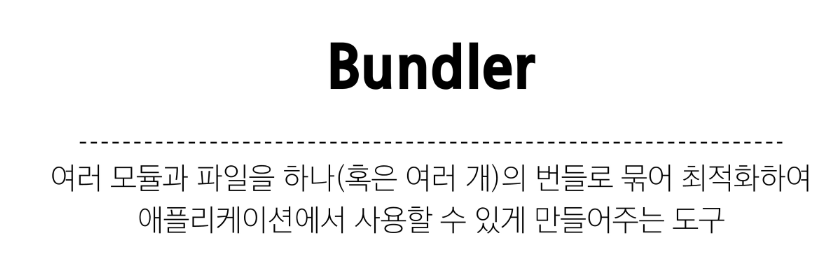 Bundler
여러 모듈과 파일을 하나(혹은 여러 개)의 번들로 묶어 최적화하여
애플리케이션에서 사용할 수 있게 만들어주는 도구